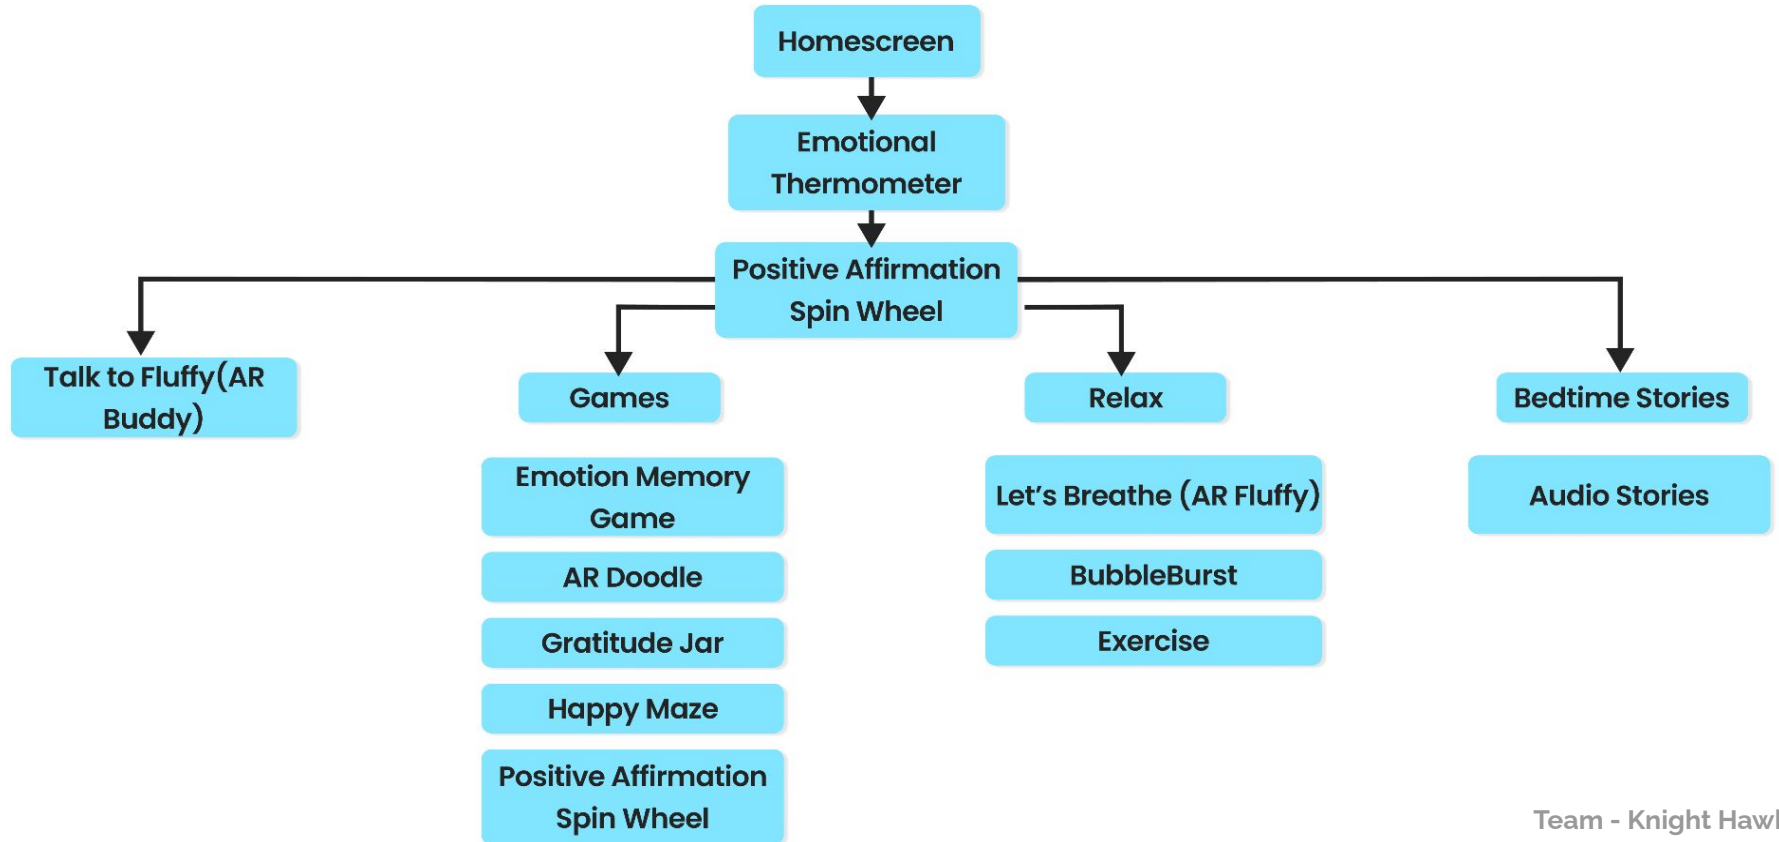 Homescreen
Emotional
Thermometer
Positive Affirmation
Spin Wheel
Talk to Fluffy(AR
Buddy)
Games
Relax
Bedtime Stories
Emotion Memory
Game
AR Doodle
Gratitude Jar
Happy Maze
Positive Affirmation
Spin Wheel
Let's Breathe (AR Fluffy)
BubbleBurst
Exercise
Audio Stories
Team - Knight